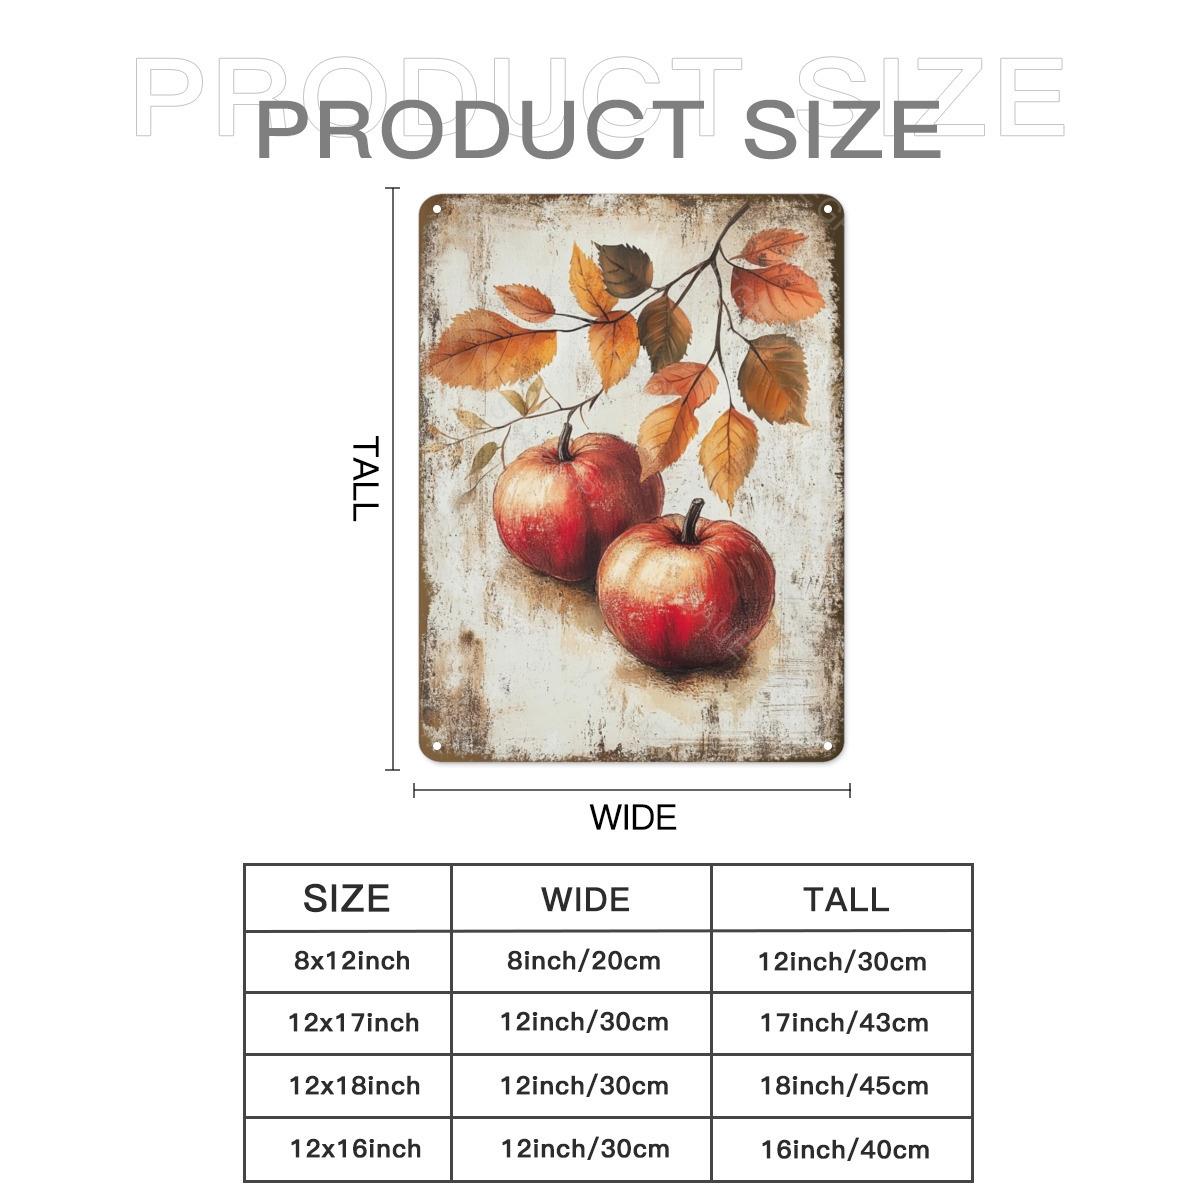 PRODUCT SIZE
PRODUCT SIZE
TALL
WIDE
SIZE WIDE TALL
8x12inch 8inch/20cm 12inch/30cm
12x17inch 12inch/30cm 17inch/43cm
12x18inch 12inch/30cm 18inch/45cm
12x16inch 12inch/30cm 16inch/40cm